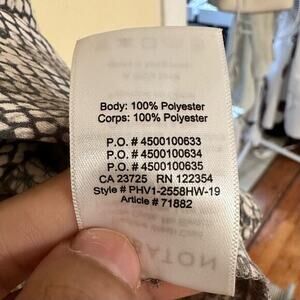 Body: 100% Polyester
Corps: 100% Polyester
P.O. # 4500100633
P.O. # 4500100634
P.O. # 4500100635
CA 23725 RN 122354
Style # PHV1-2558HW-19
Article # 71882